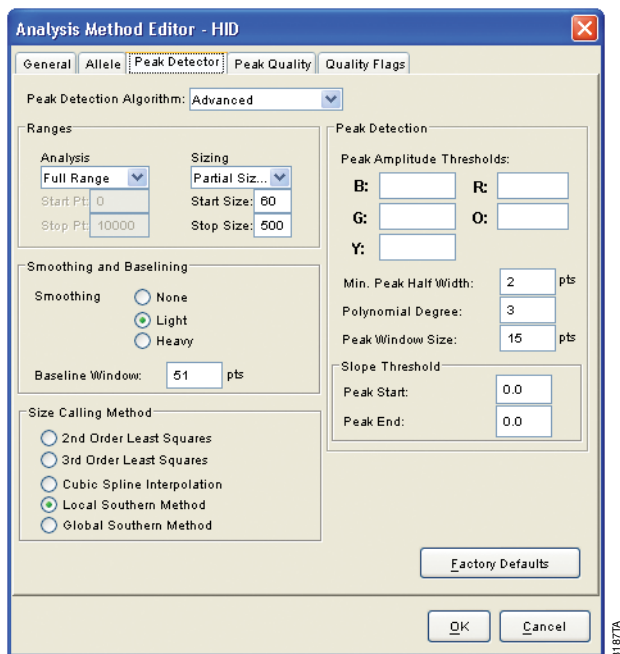 Analysis Method Editor - HID
General Allele Peak Detector Peak Quality Quality Flags
Peak Detection Algorithm: Advanced
Ranges
Analysis Sizing
Full Range Partial Siz...
Start Pt: 0 Start Size: 60
Stop Pt: 10000 Stop Size: 500
Smoothing and Baselining
Smoothing None
Light
Heavy
Baseline Window: 51 pts
Size Calling Method
2nd Order Least Squares
3rd Order Least Squares
Cubic Spline Interpolation
Local Southern Method
Global Southern Method
Peak Detection
Peak Amplitude Thresholds:
B: R:
G: O:
Y:
Min. Peak Half Width: 2 pts
Polynomial Degree: 3
Peak Window Size: 15 pts
Slope Threshold
Peak Start: 0.0
Peak End: 0.0
Factory Defaults
OK Cancel